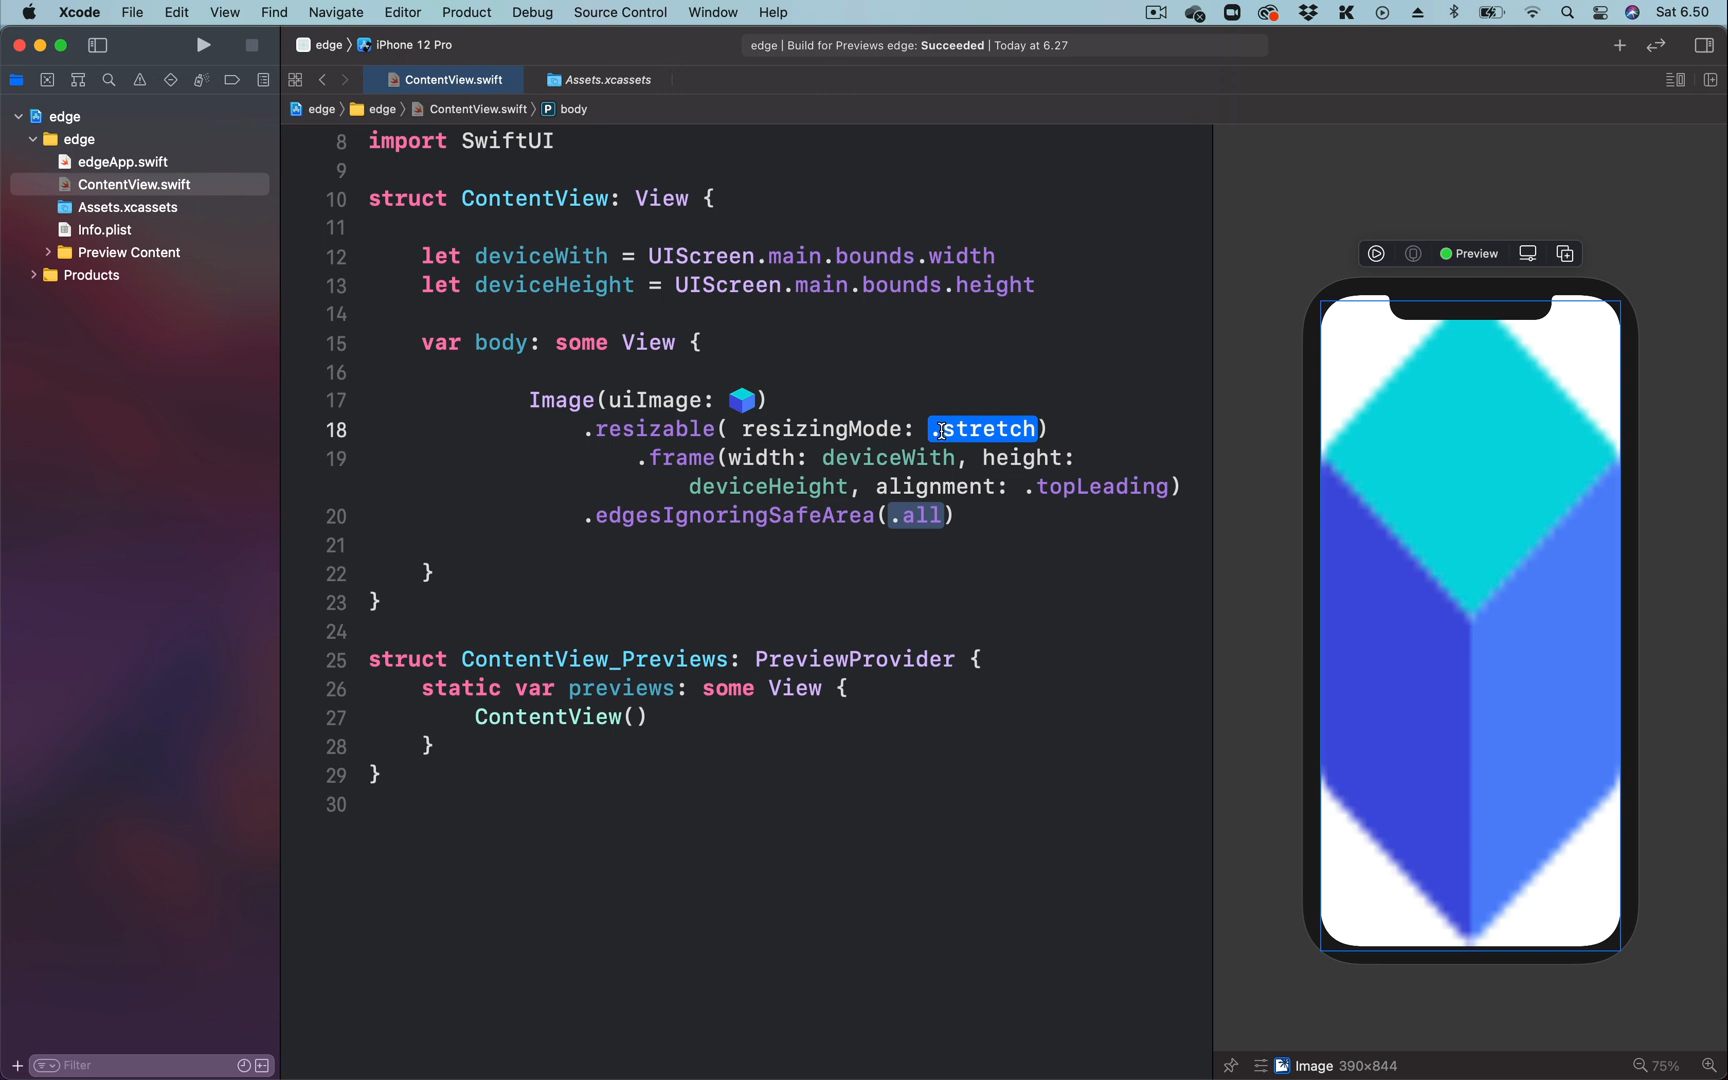 Xcode File Edit View Find Navigate Editor Product Debug Source Control Window Help Sat 6.50
edge 〉 iPhone 12 Pro
edge | Build for Previews edge: Succeeded | Today at 6.27
ContentView.swift Assets.xcassets
edge 〉 edge 〉 ContentView.swift 〉 P body
edge
edge
edgeApp.swift
ContentView.swift
Assets.xcassets
Info.plist
Preview Content
Products
8 import SwiftUI
9
10 struct ContentView: View {
11
12 let deviceWith = UIScreen.main.bounds.width
13 let deviceHeight = UIScreen.main.bounds.height
14
15 var body: some View {
16
17 Image(uiImage: )
18 .resizable( resizingMode: .stretch)
19 .frame(width: deviceWith, height:
deviceHeight, alignment: .topLeading)
20 .edgesIgnoringSafeArea(.all)
21
22 }
23 }
24
25 struct ContentView_Previews: PreviewProvider {
26 static var previews: some View {
27 ContentView()
28 }
29 }
30
Preview
Filter
Image 390×844
75%